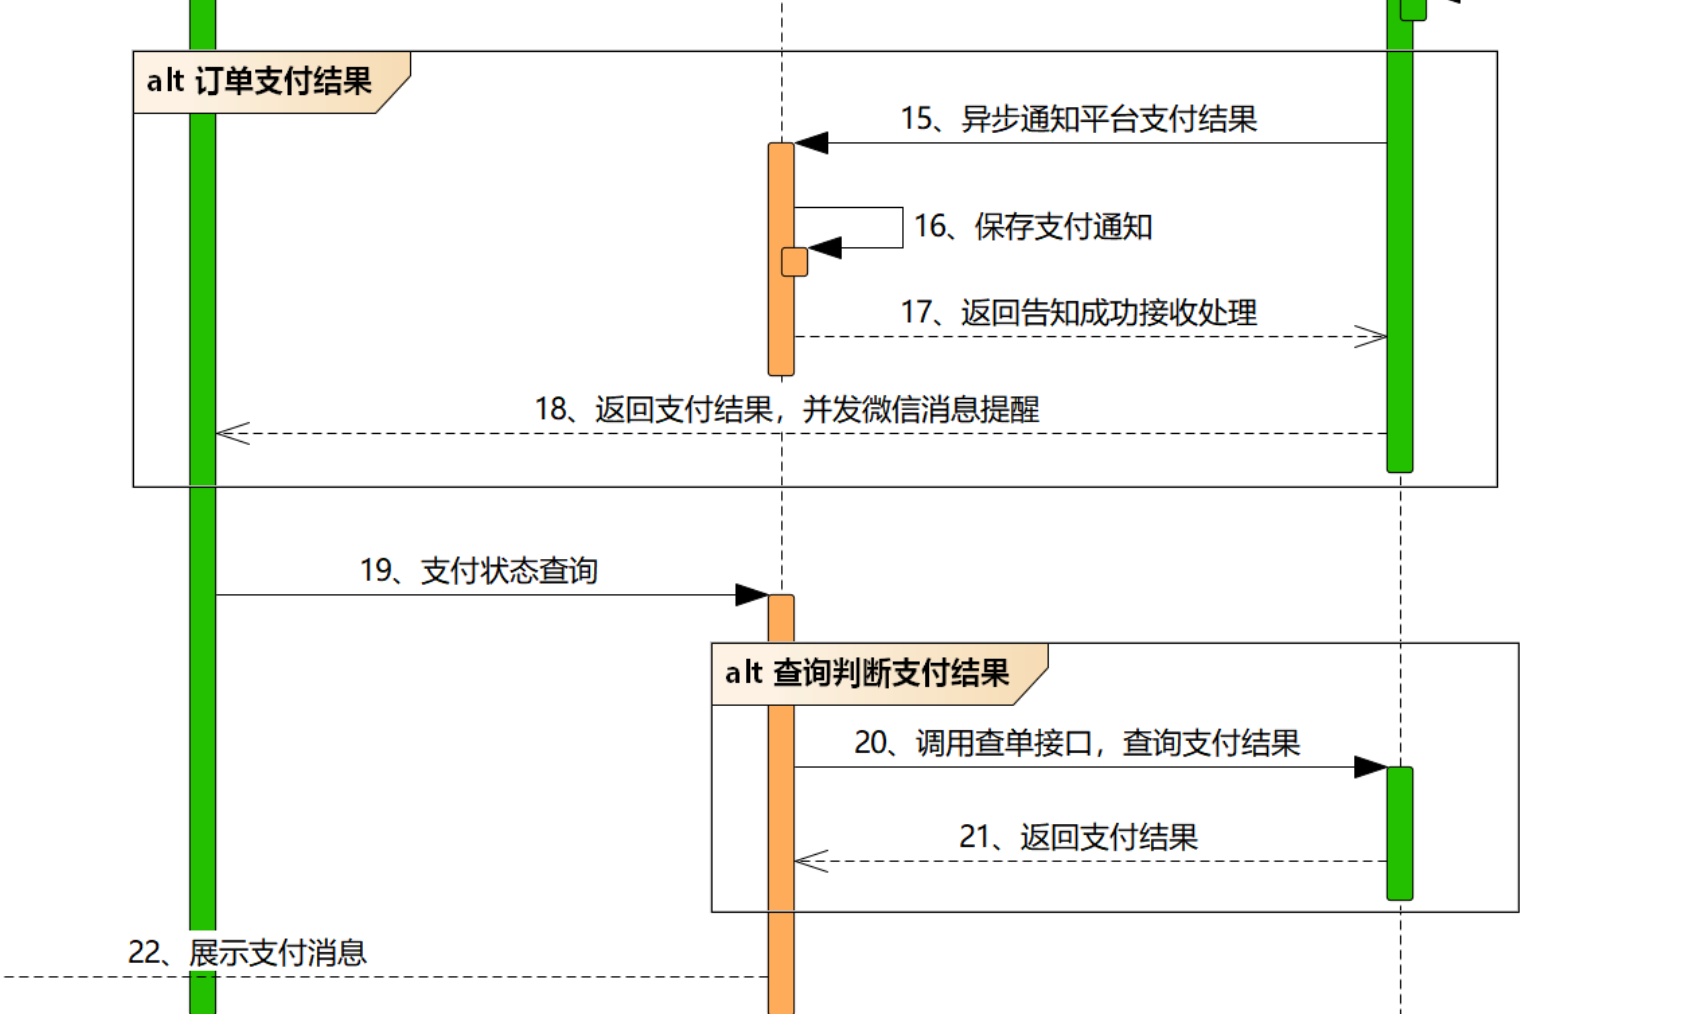 alt 订单支付结果
15、异步通知平台支付结果
16、保存支付通知
17、返回告知成功接收处理
18、返回支付结果，并发微信消息提醒
19、支付状态查询
alt 查询判断支付结果
20、调用查单接口，查询支付结果
21、返回支付结果
22、展示支付消息